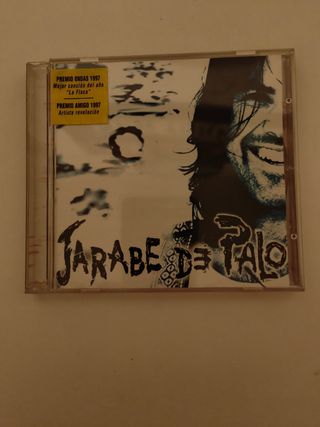 PREMIO ONDAS 1997
Mejor canción del año
"La Flaca"
PREMIO AMIGO 1997
Artista revelación
JARABE DE PALO